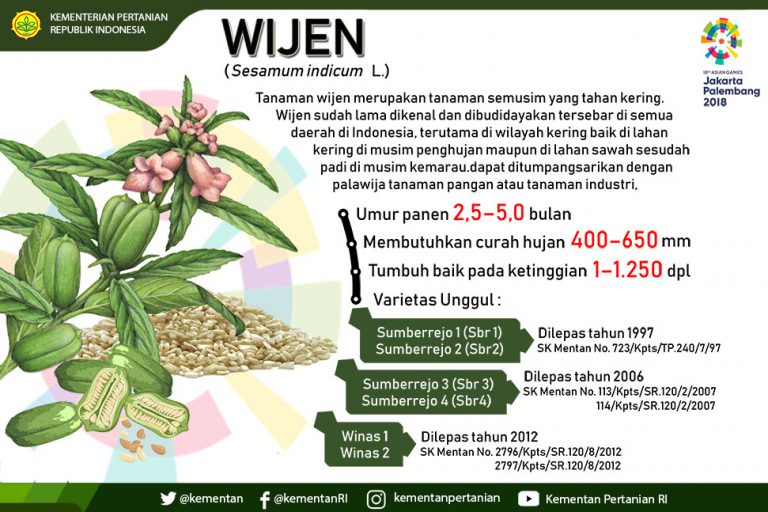 KEMENTERIAN PERTANIAN
REPUBLIK INDONESIA
WIJEN
(Sesamum indicum L.)
18th ASIAN GAMES
Jakarta
Palembang
2018
Tanaman wijen merupakan tanaman semusim yang tahan kering.
Wijen sudah lama dikenal dan dibudidayakan tersebar di semua
daerah di Indonesia, terutama di wilayah kering baik di lahan
kering di musim penghujan maupun di lahan sawah sesudah
padi di musim kemarau.dapat ditumpangsarikan dengan
palawija tanaman pangan atau tanaman industri.
Umur panen 2,5–5,0 bulan
Membutuhkan curah hujan 400–650 mm
Tumbuh baik pada ketinggian 1–1.250 dpl
Varietas Unggul :
Sumberrejo 1 (Sbr 1)
Sumberrejo 2 (Sbr2)
Dilepas tahun 1997
SK Mentan No. 723/Kpts/TP.240/7/97
Sumberrejo 3 (Sbr 3)
Sumberrejo 4 (Sbr4)
Dilepas tahun 2006
SK Mentan No. 113/Kpts/SR.120/2/2007
114/Kpts/SR.120/2/2007
Winas 1
Winas 2
Dilepas tahun 2012
SK Mentan No. 2796/Kpts/SR.120/8/2012
2797/Kpts/SR.120/8/2012
@kementan
@kementanRI
kementanpertanian
Kementan Pertanian RI